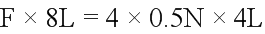 F × 8L = 4 × 0.5N × 4L